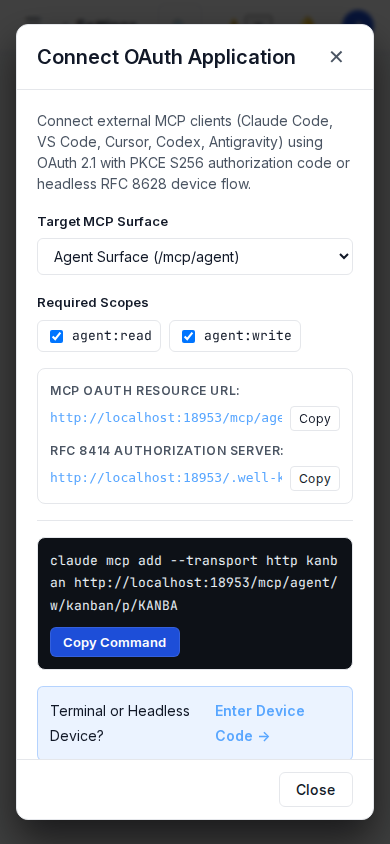 Connect OAuth Application
✕
Connect external MCP clients (Claude Code,
VS Code, Cursor, Codex, Antigravity) using
OAuth 2.1 with PKCE S256 authorization code or
headless RFC 8628 device flow.
Target MCP Surface
Agent Surface (/mcp/agent)
Required Scopes
agent:read agent:write
MCP OAUTH RESOURCE URL:
http://localhost:18953/mcp/age Copy
RFC 8414 AUTHORIZATION SERVER:
http://localhost:18953/.well-k Copy
claude mcp add --transport http kanb
an http://localhost:18953/mcp/agent/
w/kanban/p/KANBA
Copy Command
Terminal or Headless Enter Device
Device? Code →
Close